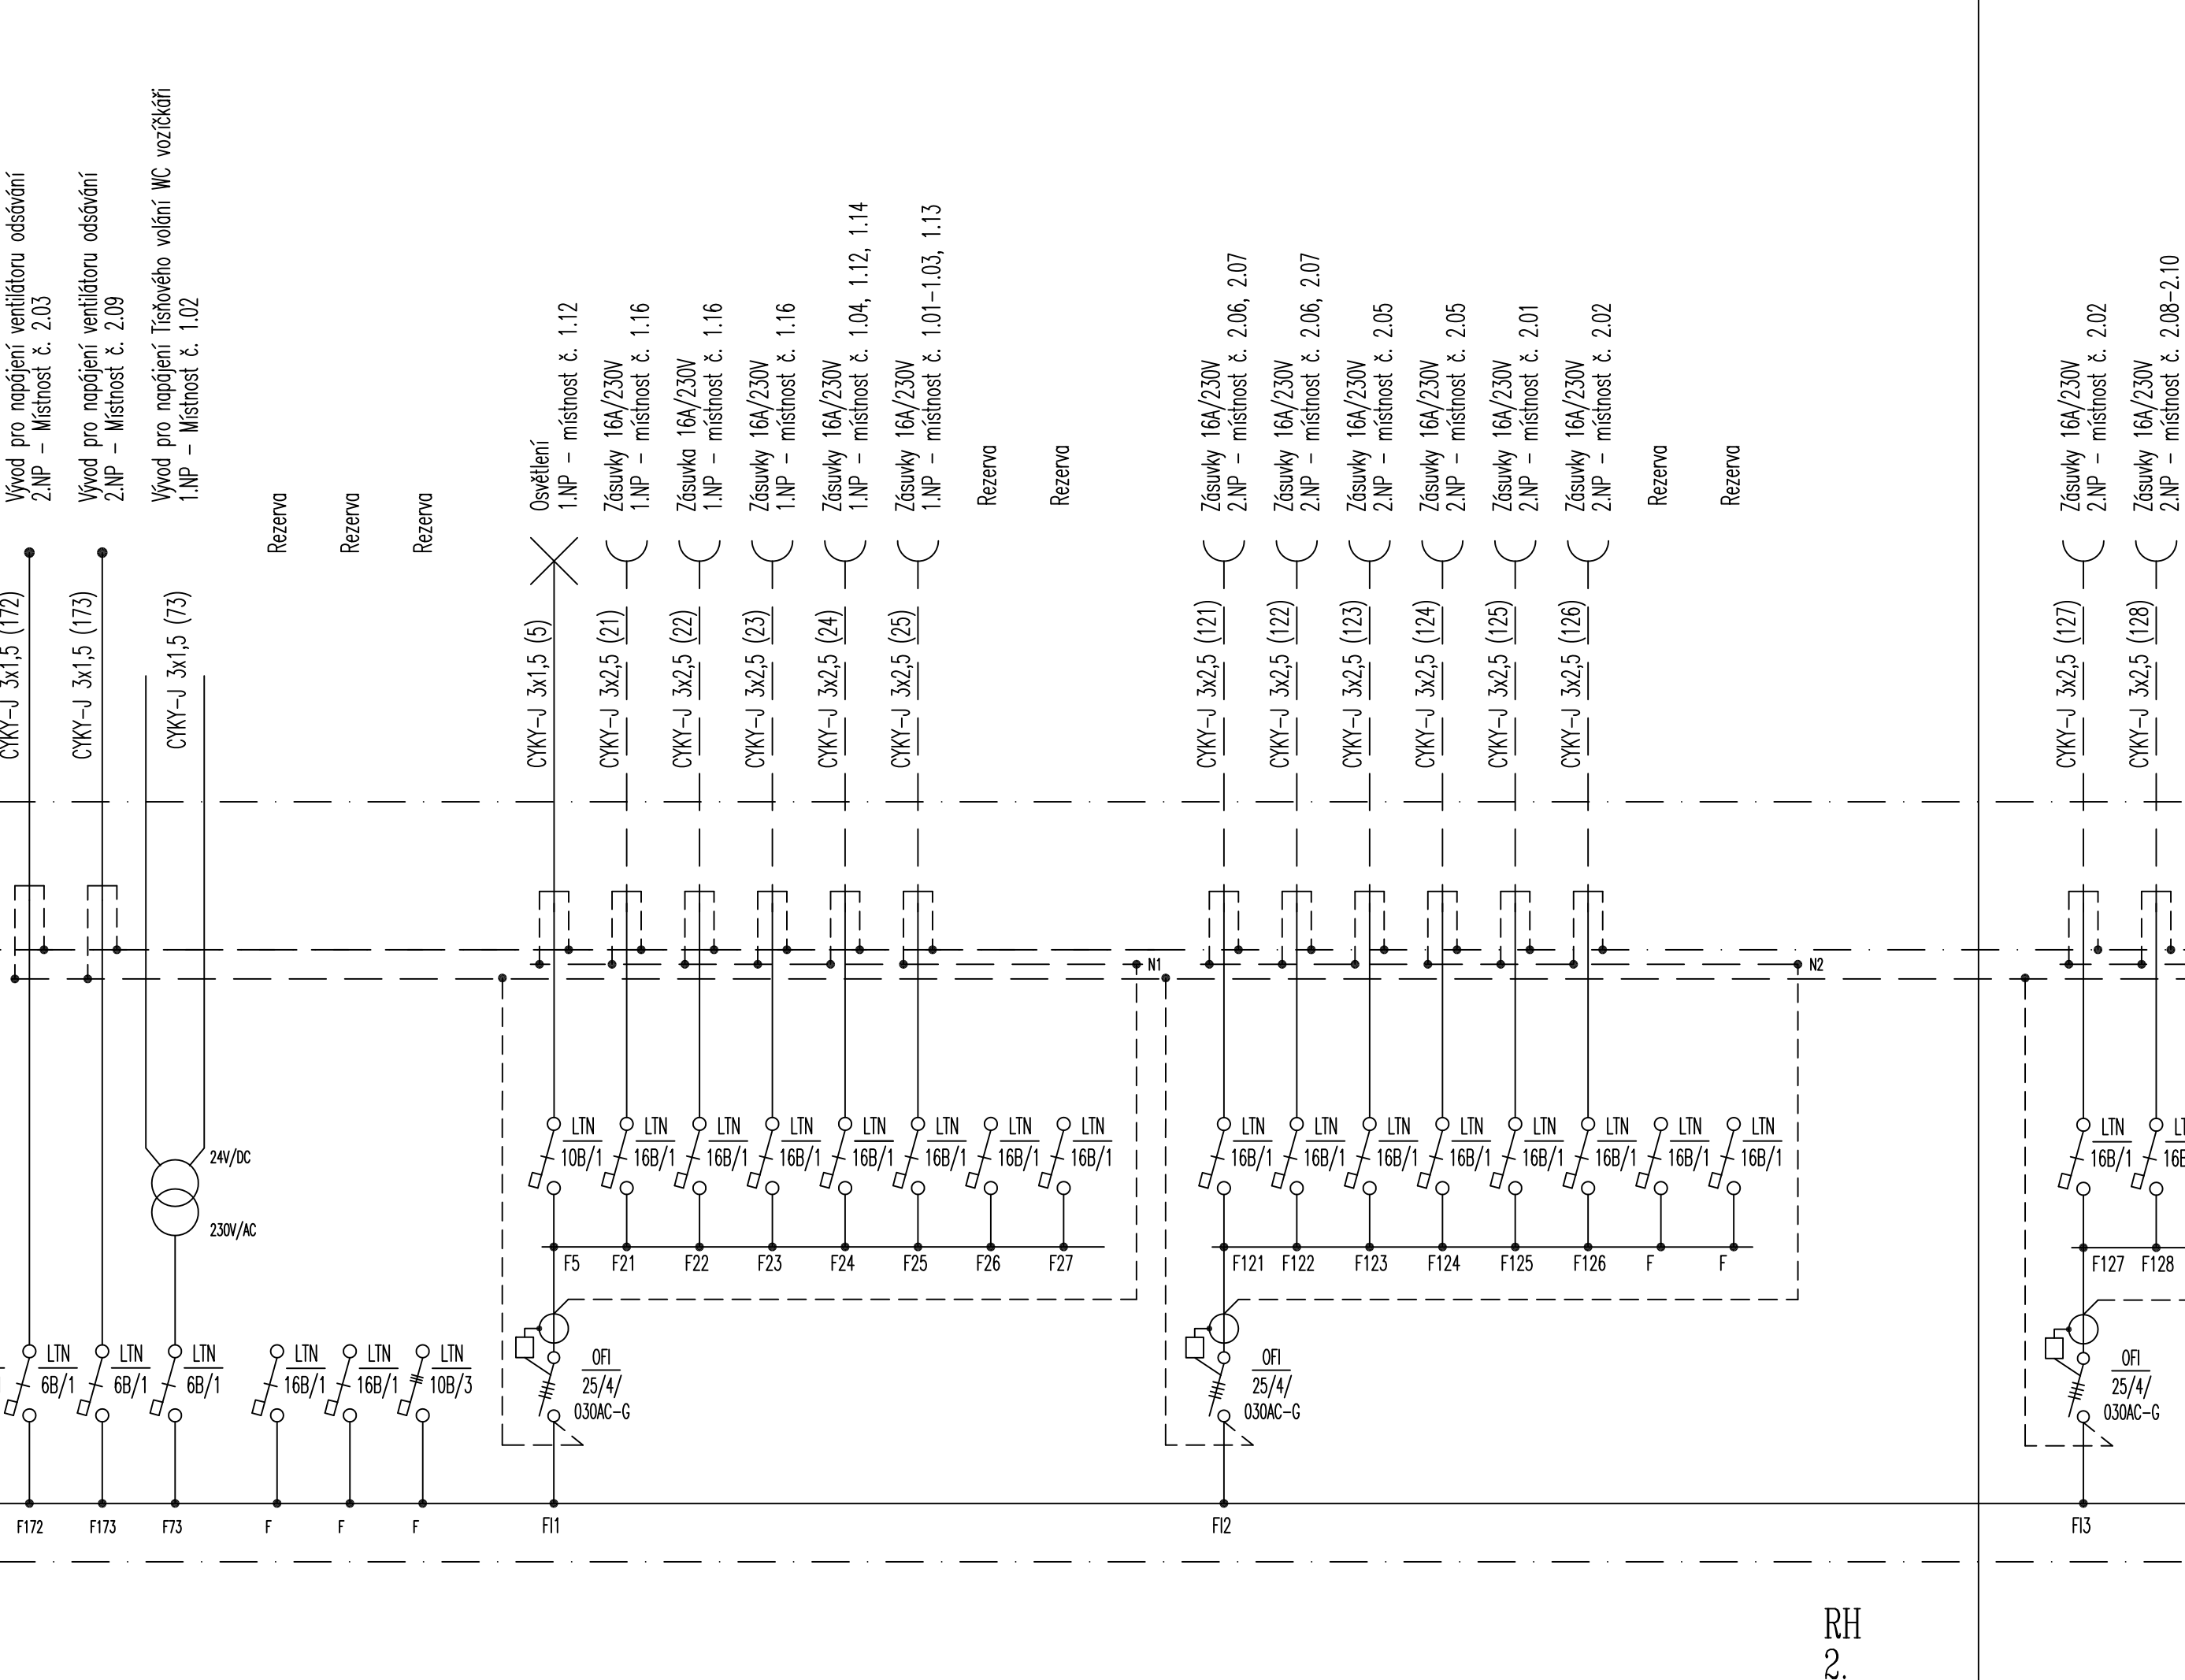 Vývod pro napájení ventilátoru odsávání
2.NP – Místnost č. 2.03
Vývod pro napájení ventilátoru odsávání
2.NP – Místnost č. 2.09
Vývod pro napájení Tísňového volání WC vozíčkáři
1.NP – Místnost č. 1.02
Rezerva
Rezerva
Rezerva
Osvětlení
1.NP – místnost č. 1.12
Zásuvky 16A/230V
1.NP – místnost č. 1.16
Zásuvka 16A/230V
1.NP – místnost č. 1.16
Zásuvky 16A/230V
1.NP – místnost č. 1.16
Zásuvky 16A/230V
1.NP – místnost č. 1.04, 1.12, 1.14
Zásuvky 16A/230V
1.NP – místnost č. 1.01–1.03, 1.13
Rezerva
Rezerva
Zásuvky 16A/230V
2.NP – místnost č. 2.06, 2.07
Zásuvky 16A/230V
2.NP – místnost č. 2.06, 2.07
Zásuvky 16A/230V
2.NP – místnost č. 2.05
Zásuvky 16A/230V
2.NP – místnost č. 2.05
Zásuvky 16A/230V
2.NP – místnost č. 2.01
Zásuvky 16A/230V
2.NP – místnost č. 2.02
Rezerva
Rezerva
Zásuvky 16A/230V
2.NP – místnost č. 2.02
Zásuvky 16A/230V
2.NP – místnost č. 2.08–2.10
CYKY–J 3x1,5 (172)
CYKY–J 3x1,5 (173)
CYKY–J 3x1,5 (73)
CYKY–J 3x1,5 (5)
CYKY–J 3x2,5 (21)
CYKY–J 3x2,5 (22)
CYKY–J 3x2,5 (23)
CYKY–J 3x2,5 (24)
CYKY–J 3x2,5 (25)
CYKY–J 3x2,5 (121)
CYKY–J 3x2,5 (122)
CYKY–J 3x2,5 (123)
CYKY–J 3x2,5 (124)
CYKY–J 3x2,5 (125)
CYKY–J 3x2,5 (126)
CYKY–J 3x2,5 (127)
CYKY–J 3x2,5 (128)
N1
N2
LTN LTN LTN LTN LTN LTN LTN LTN LTN LTN LTN LTN LTN LTN LTN LTN LTN
10B/1 16B/1 16B/1 16B/1 16B/1 16B/1 16B/1 16B/1 16B/1 16B/1 16B/1 16B/1 16B/1 16B/1 16B/1 16B/1 16B/1
24V/DC
230V/AC
F5 F21 F22 F23 F24 F25 F26 F27 F121 F122 F123 F124 F125 F126 F F F127 F128
LTN LTN LTN LTN LTN LTN
6B/1 6B/1 6B/1 16B/1 16B/1 10B/3
OFI
25/4/
030AC–G
OFI
25/4/
030AC–G
OFI
25/4/
030AC–G
F172 F173 F73 F F F FI1 FI2 FI3
RH
2.